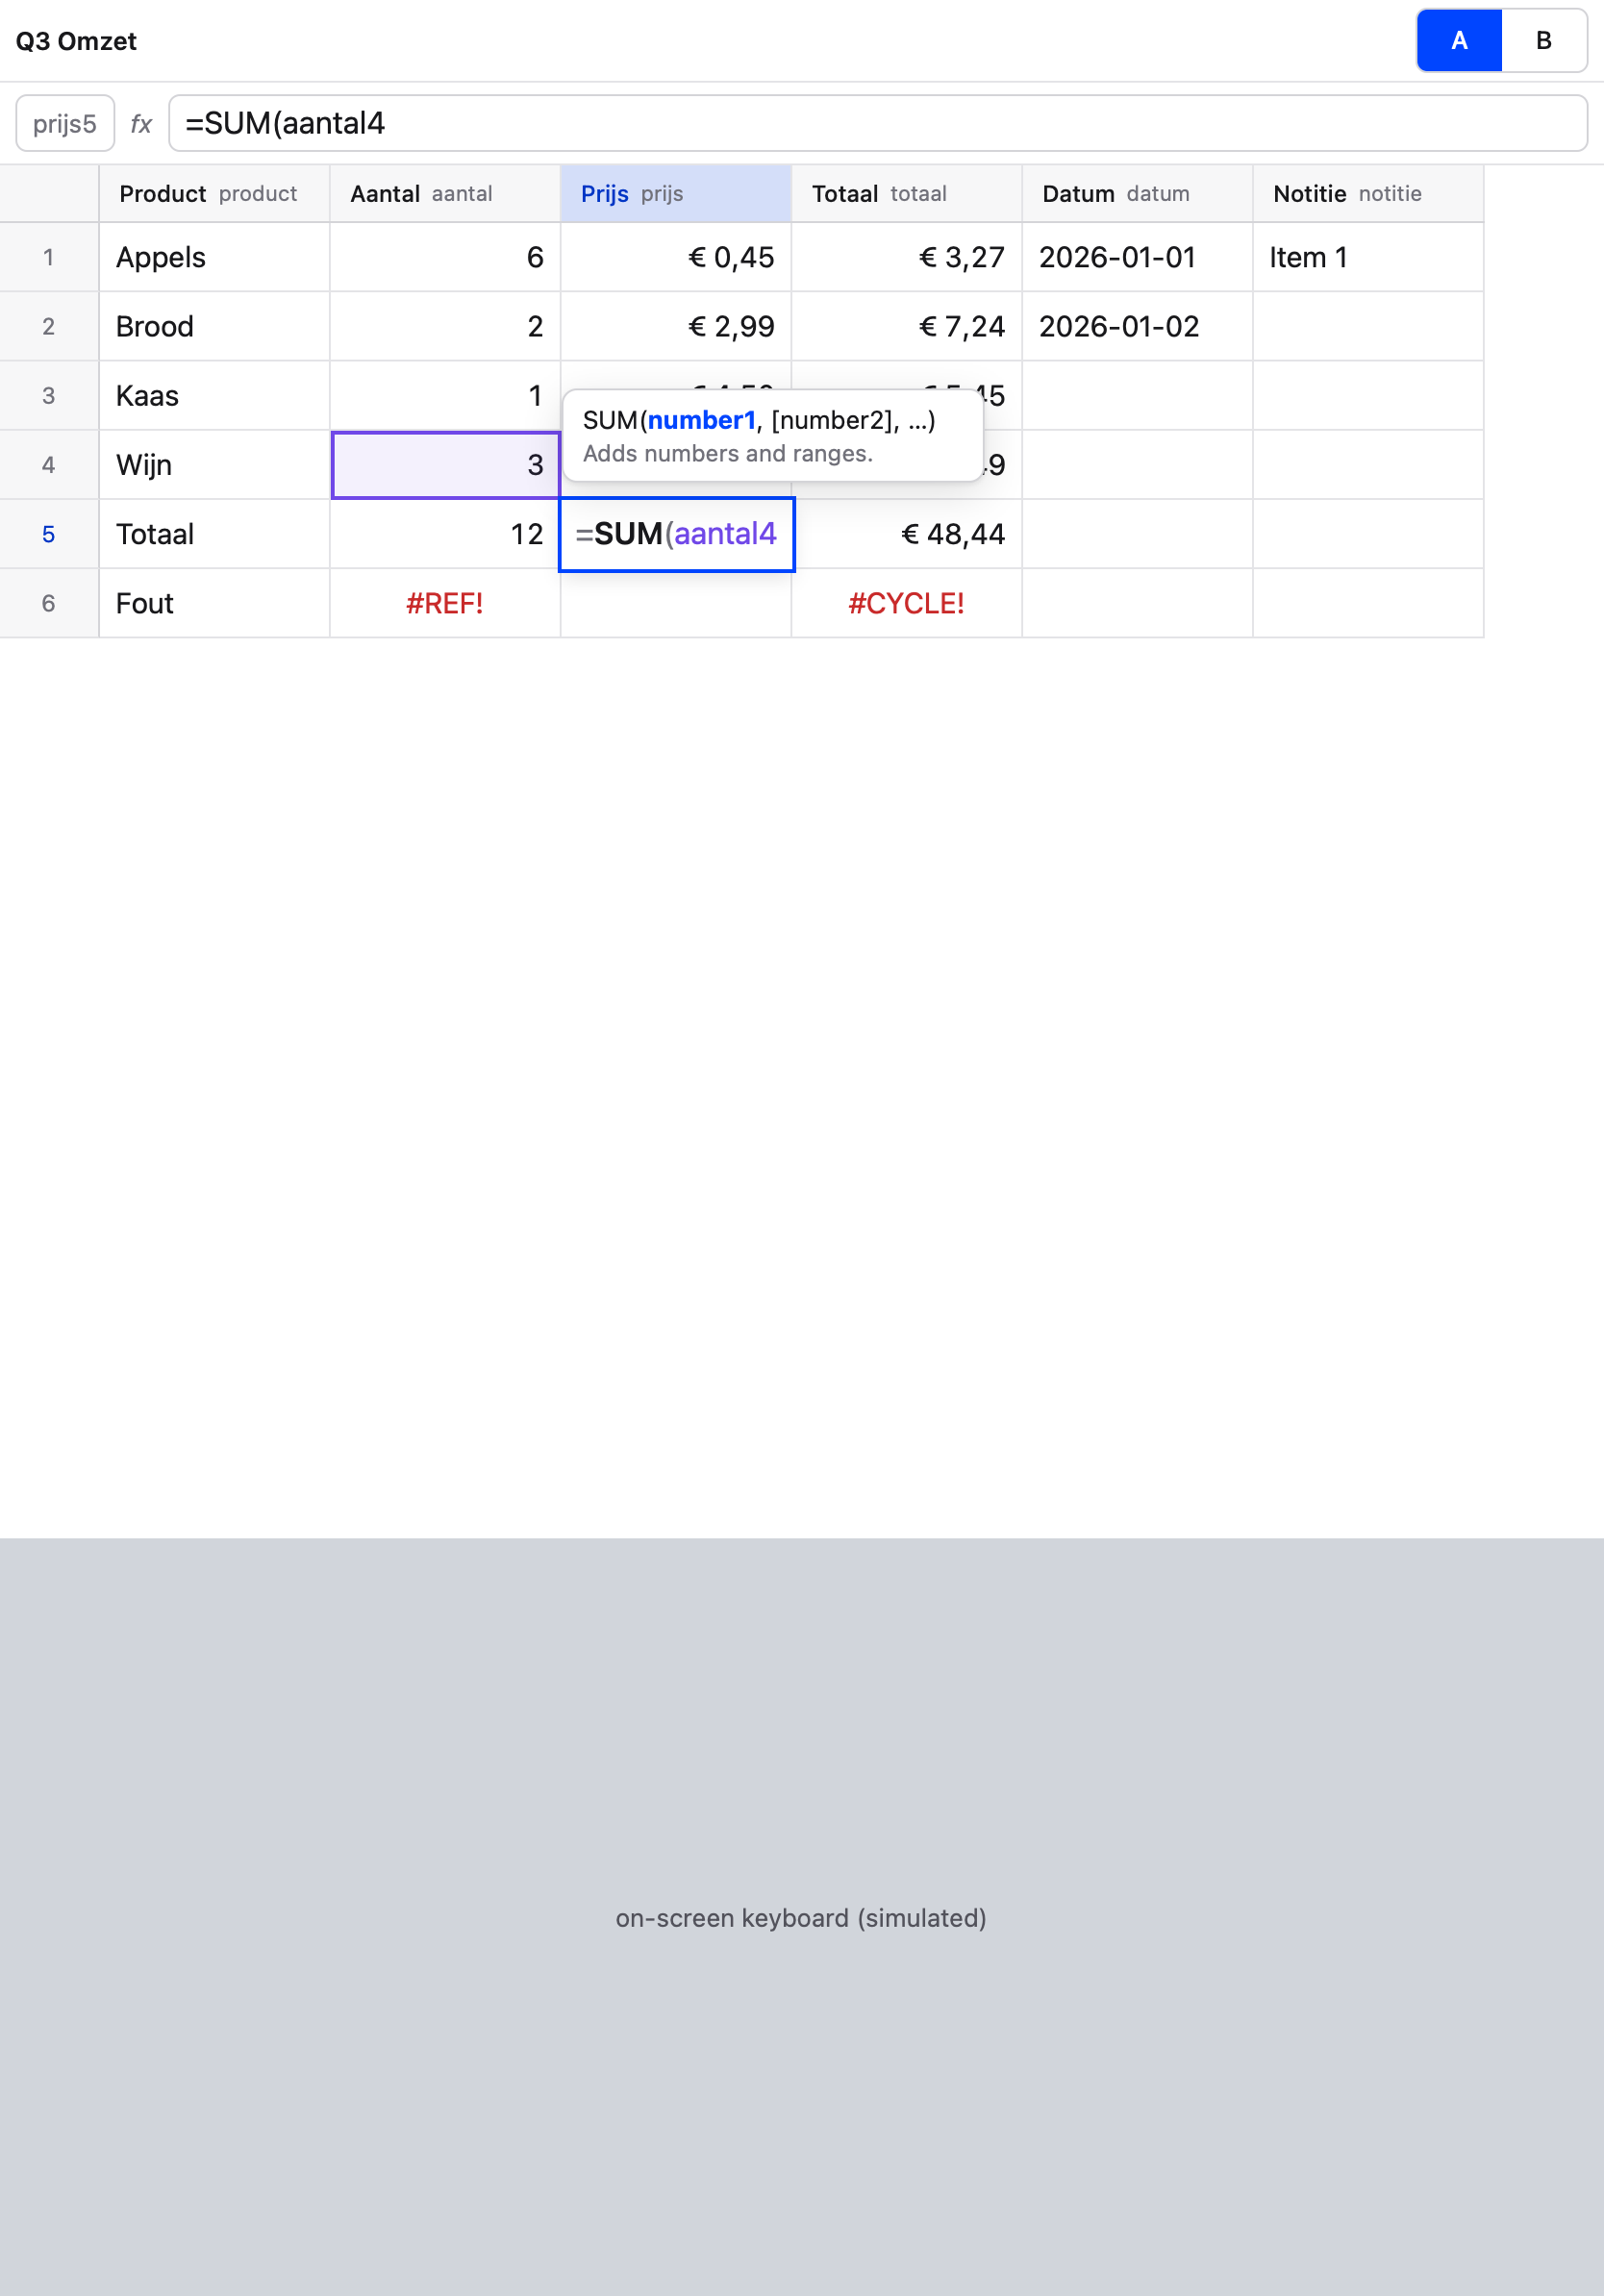 Q3 Omzet A B
prijs5 fx =SUM(aantal4
Product product Aantal aantal Prijs prijs Totaal totaal Datum datum Notitie notitie
1 Appels 6 € 0,45 € 3,27 2026-01-01 Item 1
2 Brood 2 € 2,99 € 7,24 2026-01-02
3 Kaas 1
SUM(number1, [number2], ...)
Adds numbers and ranges.
4 Wijn 3
5 Totaal 12 =SUM(aantal4 € 48,44
6 Fout #REF! #CYCLE!
on-screen keyboard (simulated)